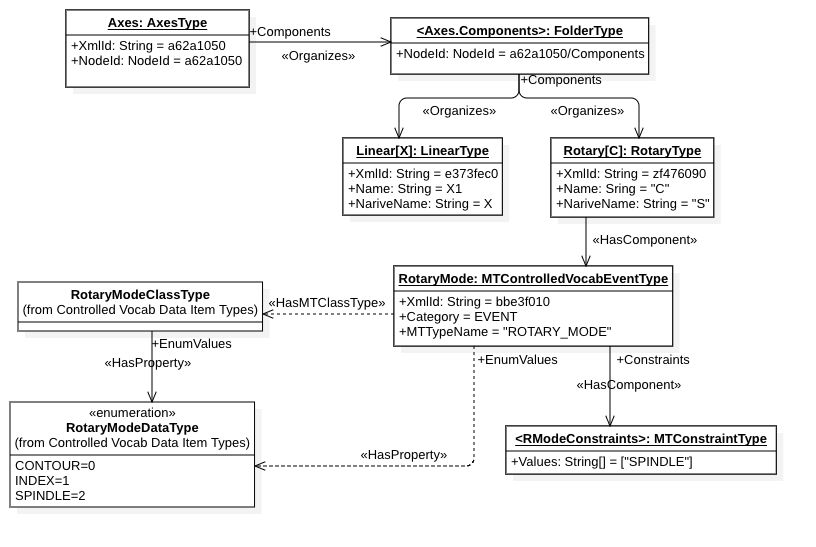 Axes: AxesType
+XmlId: String = a62a1050
+NodeId: NodeId = a62a1050
+Components
«Organizes»
<Axes.Components>: FolderType
+NodeId: NodeId = a62a1050/Components
+Components
«Organizes»
«Organizes»
Linear[X]: LinearType
+XmlId: String = e373fec0
+Name: String = X1
+NariveName: String = X
Rotary[C]: RotaryType
+XmlId: String = zf476090
+Name: Sring = "C"
+NariveName: String = "S"
«HasComponent»
RotaryMode: MTControlledVocabEventType
+XmlId: String = bbe3f010
+Category = EVENT
+MTTypeName = "ROTARY_MODE"
«HasMTClassType»
RotaryModeClassType
(from Controlled Vocab Data Item Types)
+EnumValues
«HasProperty»
+EnumValues
«HasProperty»
+Constraints
«HasComponent»
«enumeration»
RotaryModeDataType
(from Controlled Vocab Data Item Types)
CONTOUR=0
INDEX=1
SPINDLE=2
<RModeConstraints>: MTConstraintType
+Values: String[] = ["SPINDLE"]